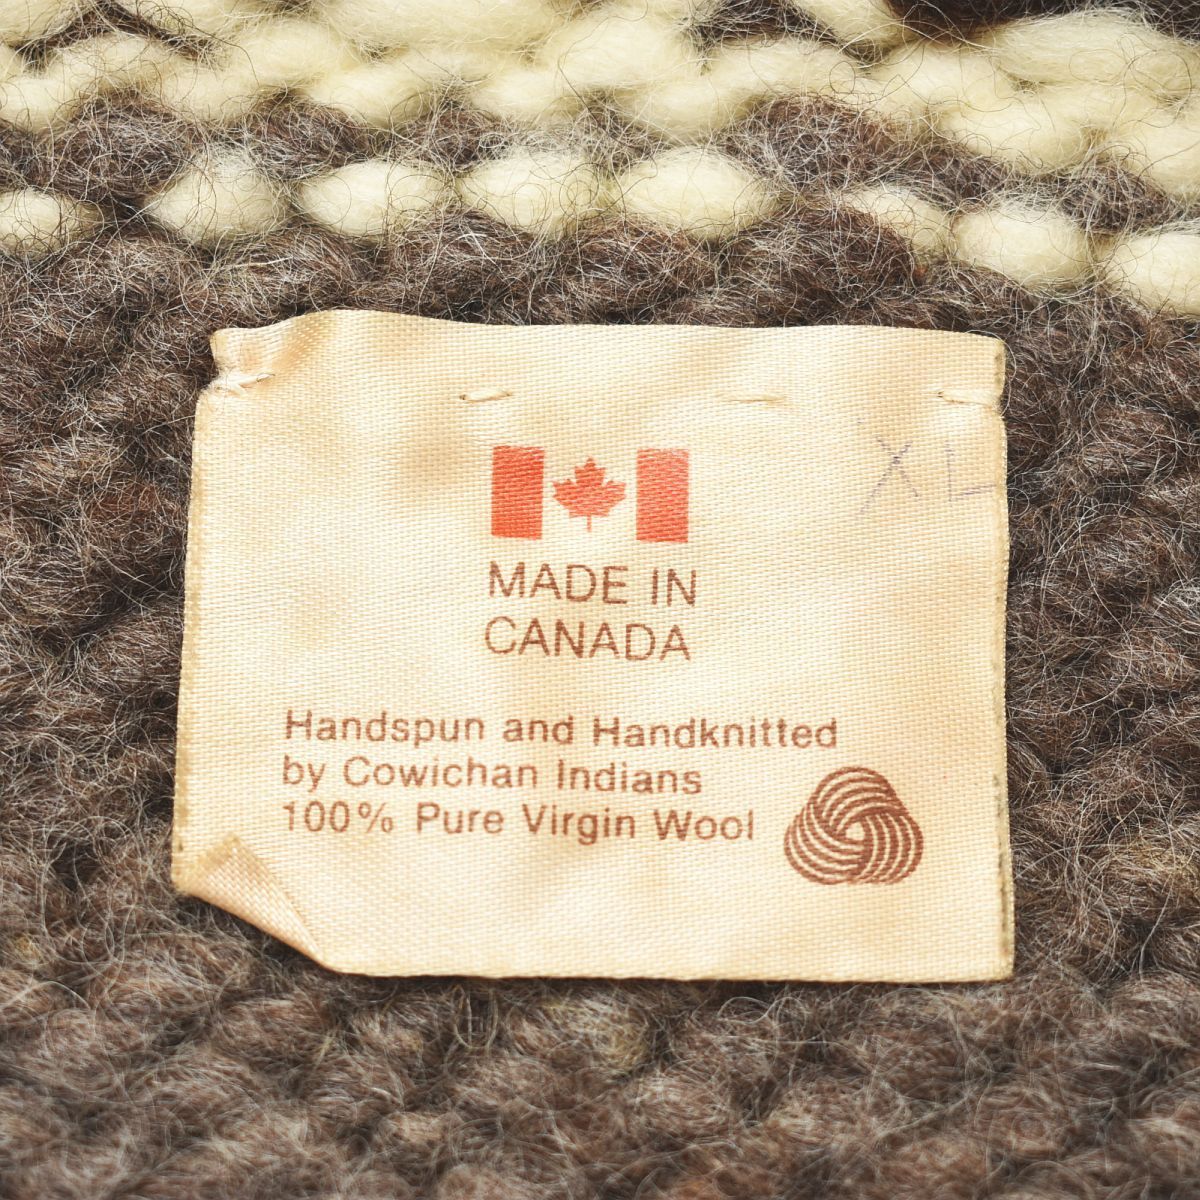 XL
MADE IN
CANADA
Handspun and Handknitted
by Cowichan Indians
100% Pure Virgin Wool